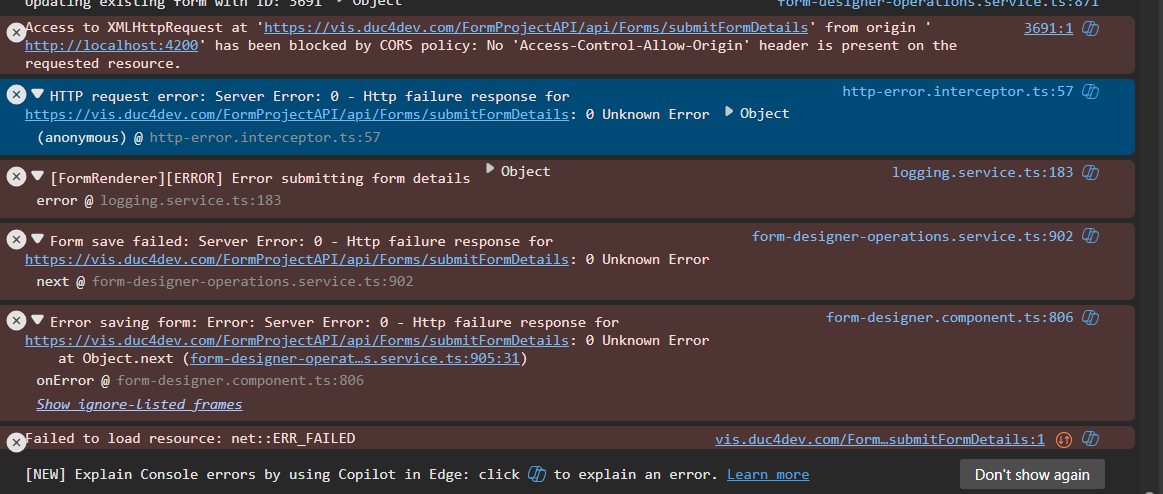 Updating existing form with ID: 3691 Object form-designer-operations.service.ts:871
Access to XMLHttpRequest at 'https://vis.duc4dev.com/FormProjectAPI/api/Forms/submitFormDetails' from origin ' 3691:1
http://localhost:4200' has been blocked by CORS policy: No 'Access-Control-Allow-Origin' header is present on the
requested resource.
HTTP request error: Server Error: 0 - Http failure response for http-error.interceptor.ts:57
https://vis.duc4dev.com/FormProjectAPI/api/Forms/submitFormDetails: 0 Unknown Error Object
(anonymous) @ http-error.interceptor.ts:57
[FormRenderer][ERROR] Error submitting form details Object logging.service.ts:183
error @ logging.service.ts:183
Form save failed: Server Error: 0 - Http failure response for form-designer-operations.service.ts:902
https://vis.duc4dev.com/FormProjectAPI/api/Forms/submitFormDetails: 0 Unknown Error
next @ form-designer-operations.service.ts:902
Error saving form: Error: Server Error: 0 - Http failure response for form-designer.component.ts:806
https://vis.duc4dev.com/FormProjectAPI/api/Forms/submitFormDetails: 0 Unknown Error
at Object.next (form-designer-operat…s.service.ts:905:31)
onError @ form-designer.component.ts:806
Show ignore-listed frames
Failed to load resource: net::ERR_FAILED vis.duc4dev.com/Form…submitFormDetails:1
[NEW] Explain Console errors by using Copilot in Edge: click to explain an error. Learn more Don't show again